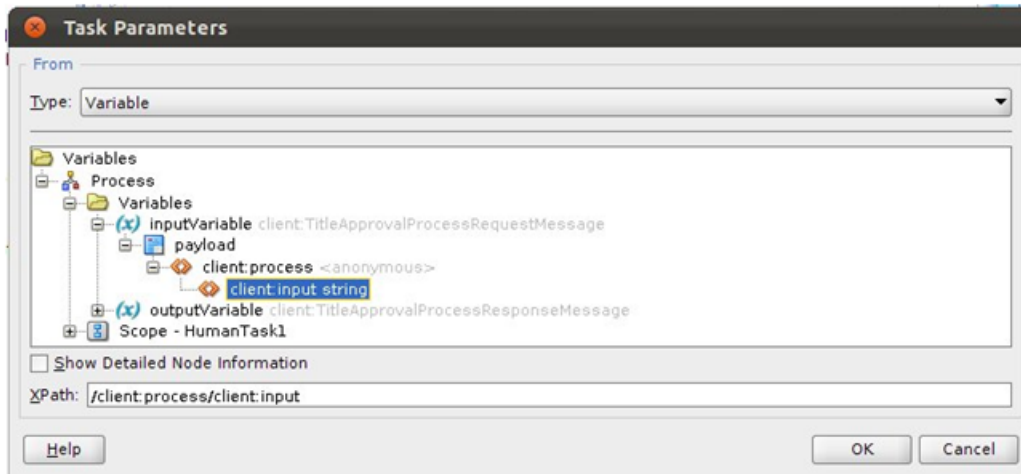 Task Parameters
From
Type: Variable
Variables
Process
Variables
(x) inputVariable client:TitleApprovalProcessRequestMessage
payload
client:process <anonymous>
client:input string
(x) outputVariable client:TitleApprovalProcessResponseMessage
Scope - HumanTask1
Show Detailed Node Information
XPath: /client:process/client:input
Help OK Cancel